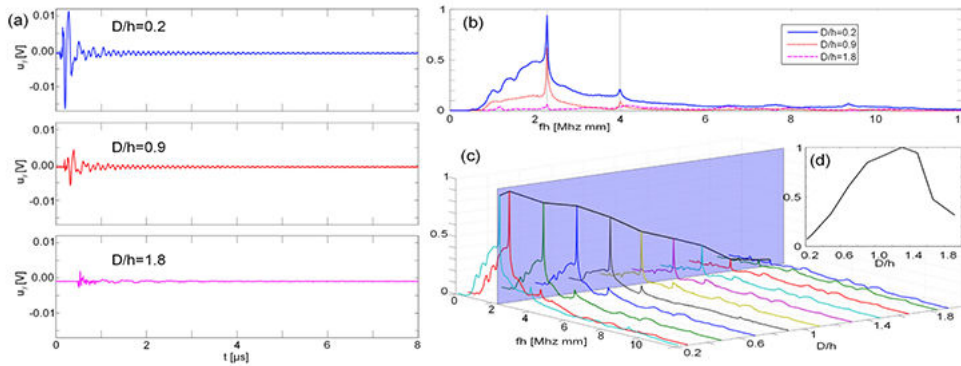 (a)
D/h=0.2
0.01
0.00
-0.01
u₂ [V]
D/h=0.9
0.01
0.00
-0.01
D/h=1.8
0.01
0.00
-0.01
0 2 4 6 8
t [μs]
(b)
1
0.5
0
D/h=0.2
D/h=0.9
D/h=1.8
0 2 4 6 8 10 12
fh [Mhz mm]
(c)
1
0.5
0
0 2 4 6 8 10
fh [Mhz mm]
0.2 0.6 1 1.4 1.8
D/h
(d)
1
0.5
0
0.2 0.6 1 1.4 1.8
D/h